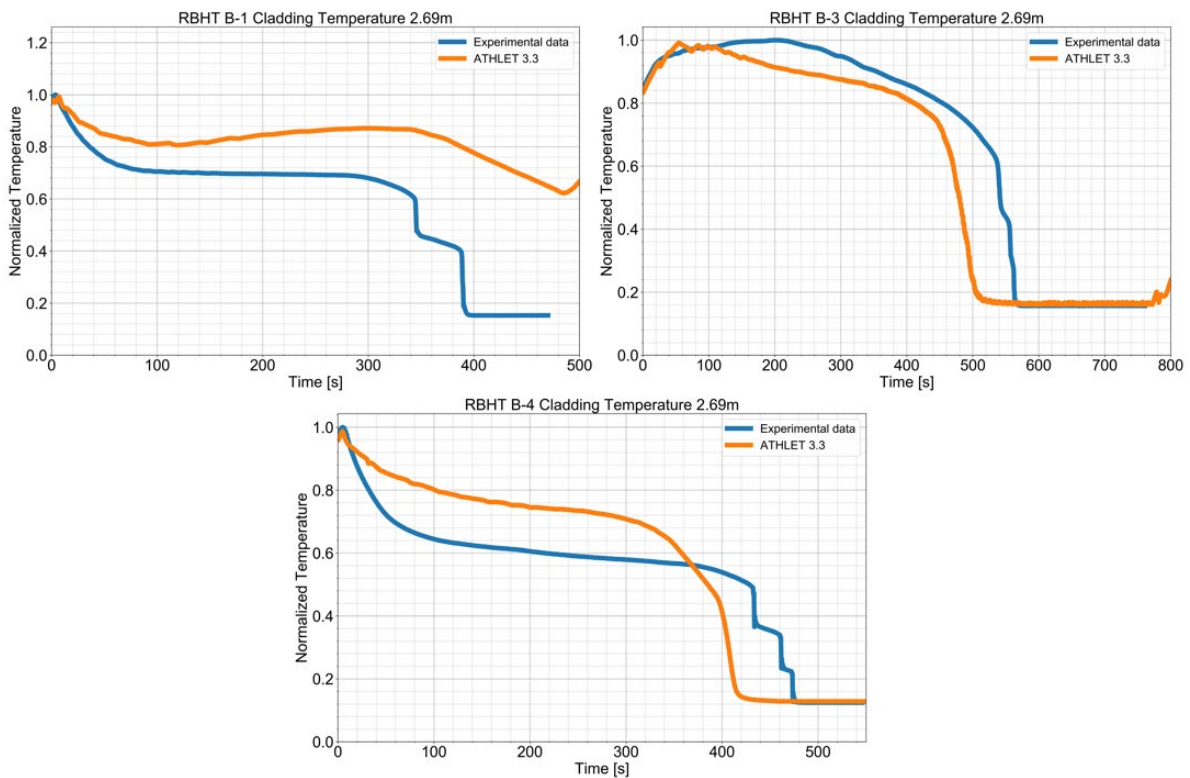 RBHT B-1 Cladding Temperature 2.69m
Experimental data
ATHLET 3.3
Normalized Temperature
1.2
1.0
0.8
0.6
0.4
0.2
0.0
0 100 200 300 400 500
Time [s]
RBHT B-3 Cladding Temperature 2.69m
Experimental data
ATHLET 3.3
Normalized Temperature
1.0
0.8
0.6
0.4
0.2
0.0
0 100 200 300 400 500 600 700 800
Time [s]
RBHT B-4 Cladding Temperature 2.69m
Experimental data
ATHLET 3.3
Normalized Temperature
1.0
0.8
0.6
0.4
0.2
0.0
0 100 200 300 400 500
Time [s]